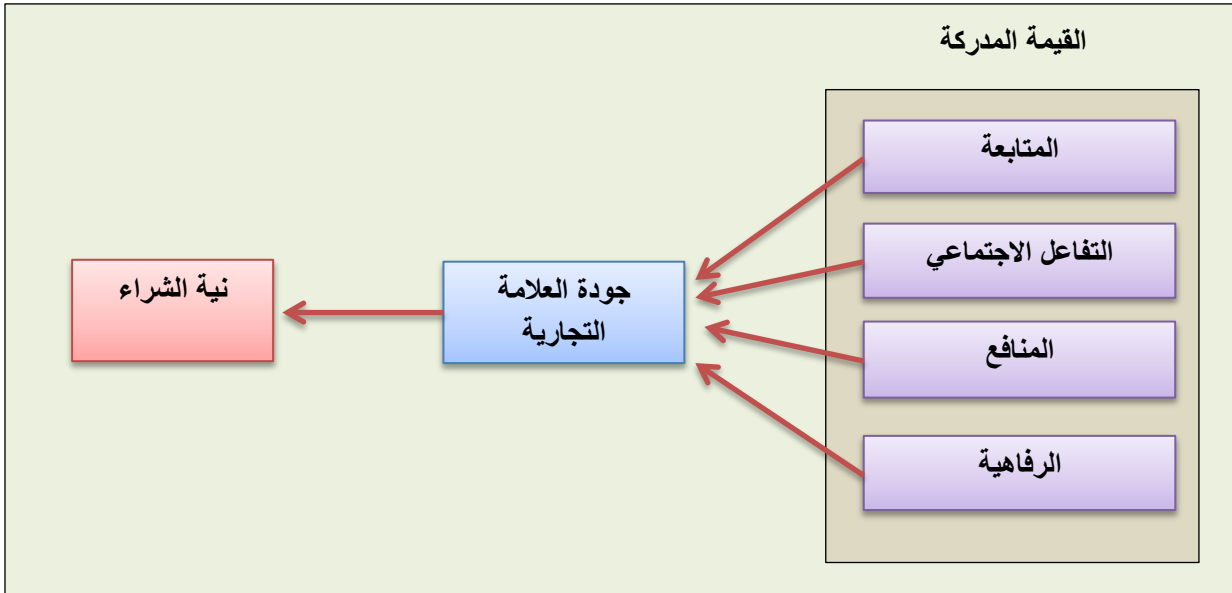 القيمة المدركة
المتابعة
التفاعل الاجتماعي
المنافع
الرفاهية
جودة العلامة
التجارية
نية الشراء